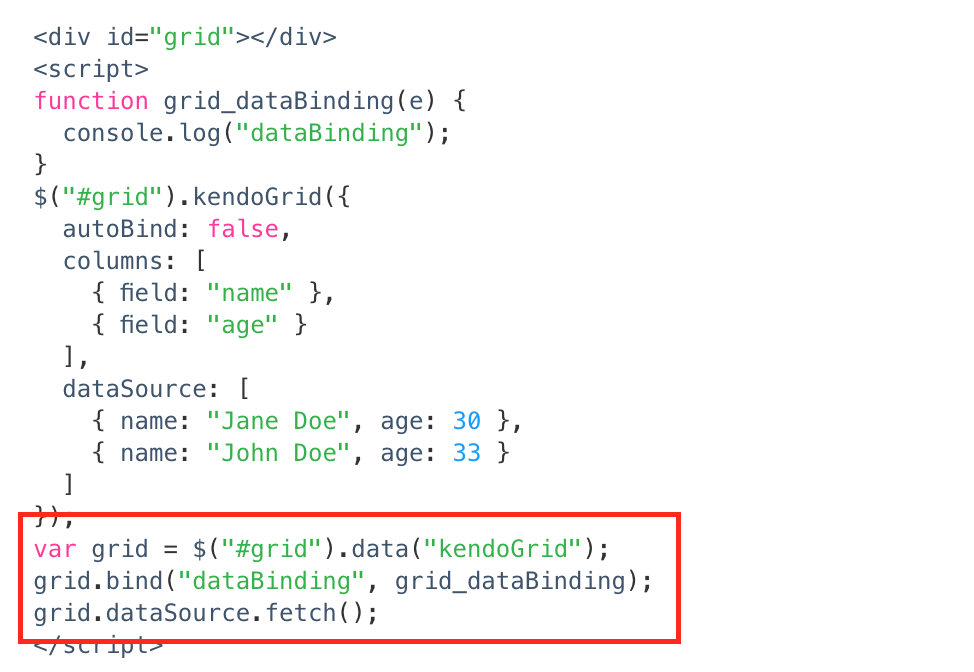 <div id="grid"></div>
<script>
function grid_dataBinding(e) {
  console.log("dataBinding");
}
$("#grid").kendoGrid({
  autoBind: false,
  columns: [
    { field: "name" },
    { field: "age" }
  ],
  dataSource: [
    { name: "Jane Doe", age: 30 },
    { name: "John Doe", age: 33 }
  ]
});
var grid = $("#grid").data("kendoGrid");
grid.bind("dataBinding", grid_dataBinding);
grid.dataSource.fetch();
</script>